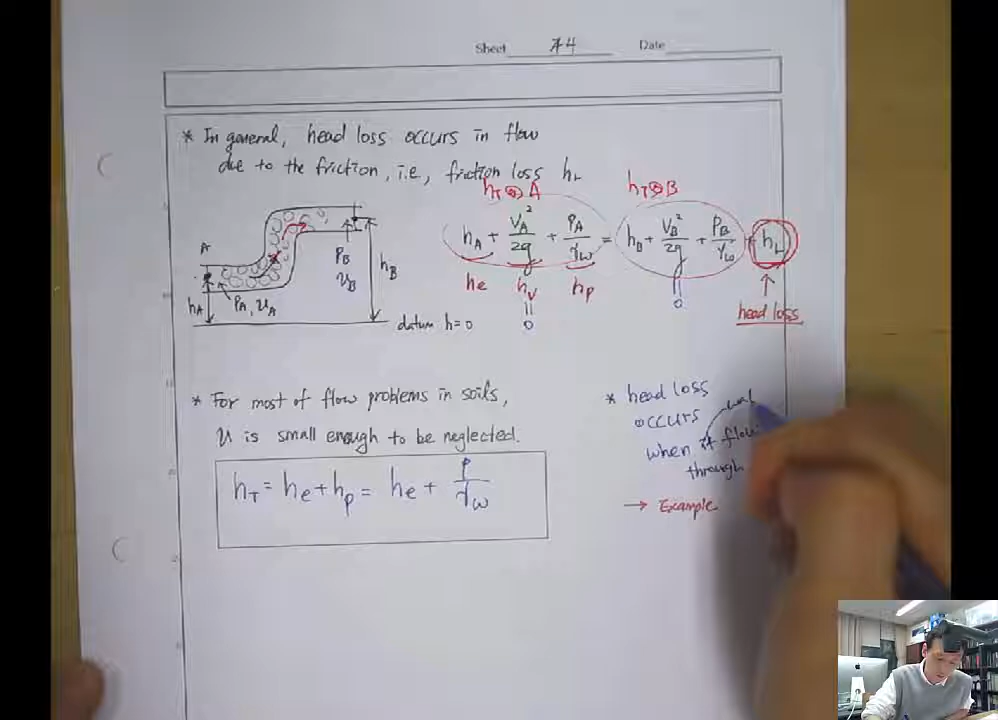 Sheet A4 Date
* In general, head loss occurs in flow
due to the friction, i.e., friction loss hL
hT@A hT@B
hA + vA²/2g + PA/γw = hB + vB²/2g + PB/γw + hL
he hv hp
0 0
head loss
A
PB
vB
hB
hA
PA, vA
datum h=0
* For most of flow problems in soils,
v is small enough to be neglected.
hT = he + hp = he + P/γw
* head loss
occurs
when it
through
→ Example